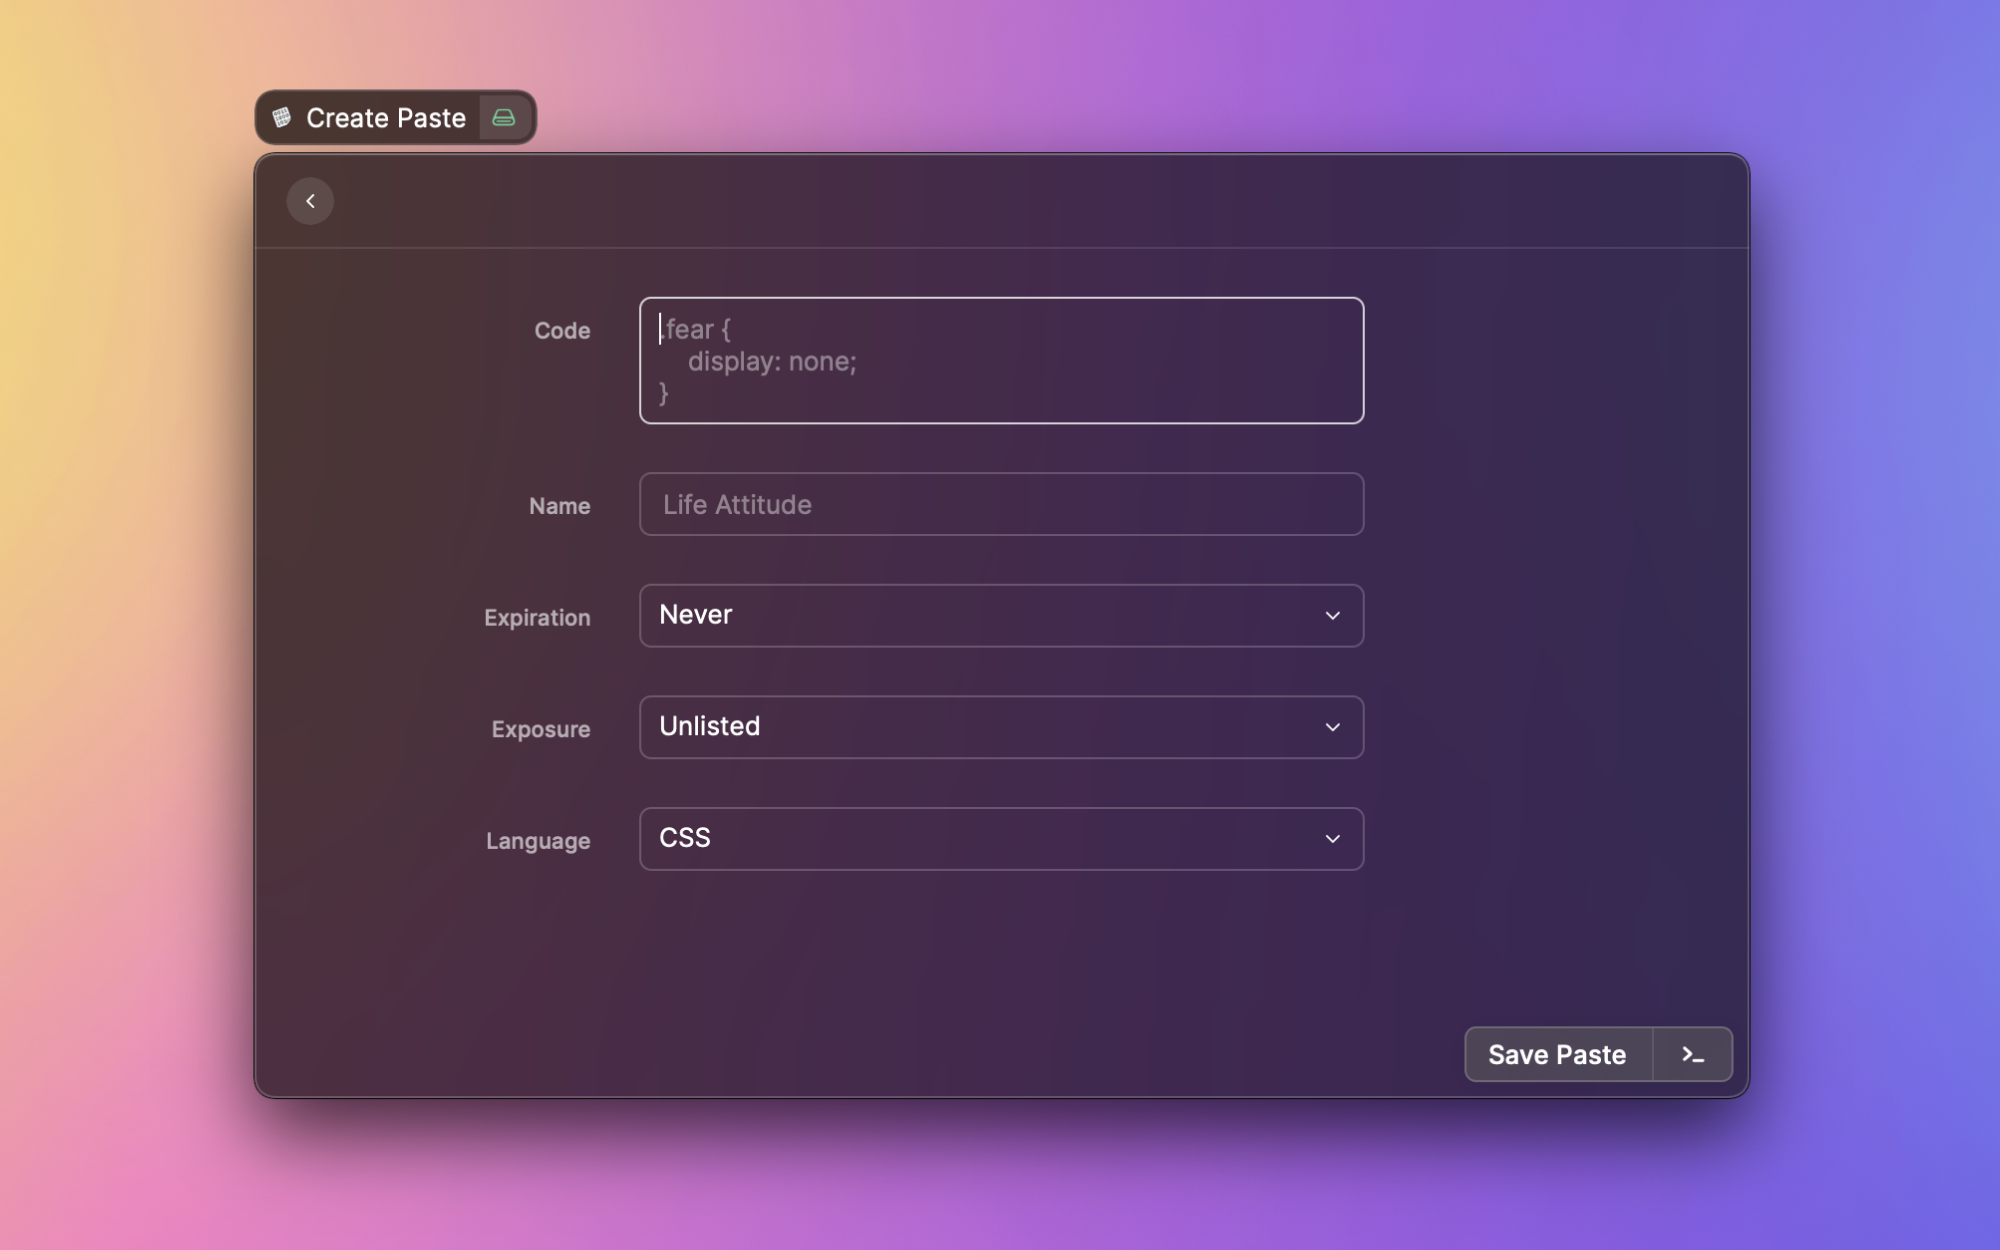 Create Paste
Code
.fear {
display: none;
}
Name
Life Attitude
Expiration
Never
Exposure
Unlisted
Language
CSS
Save Paste